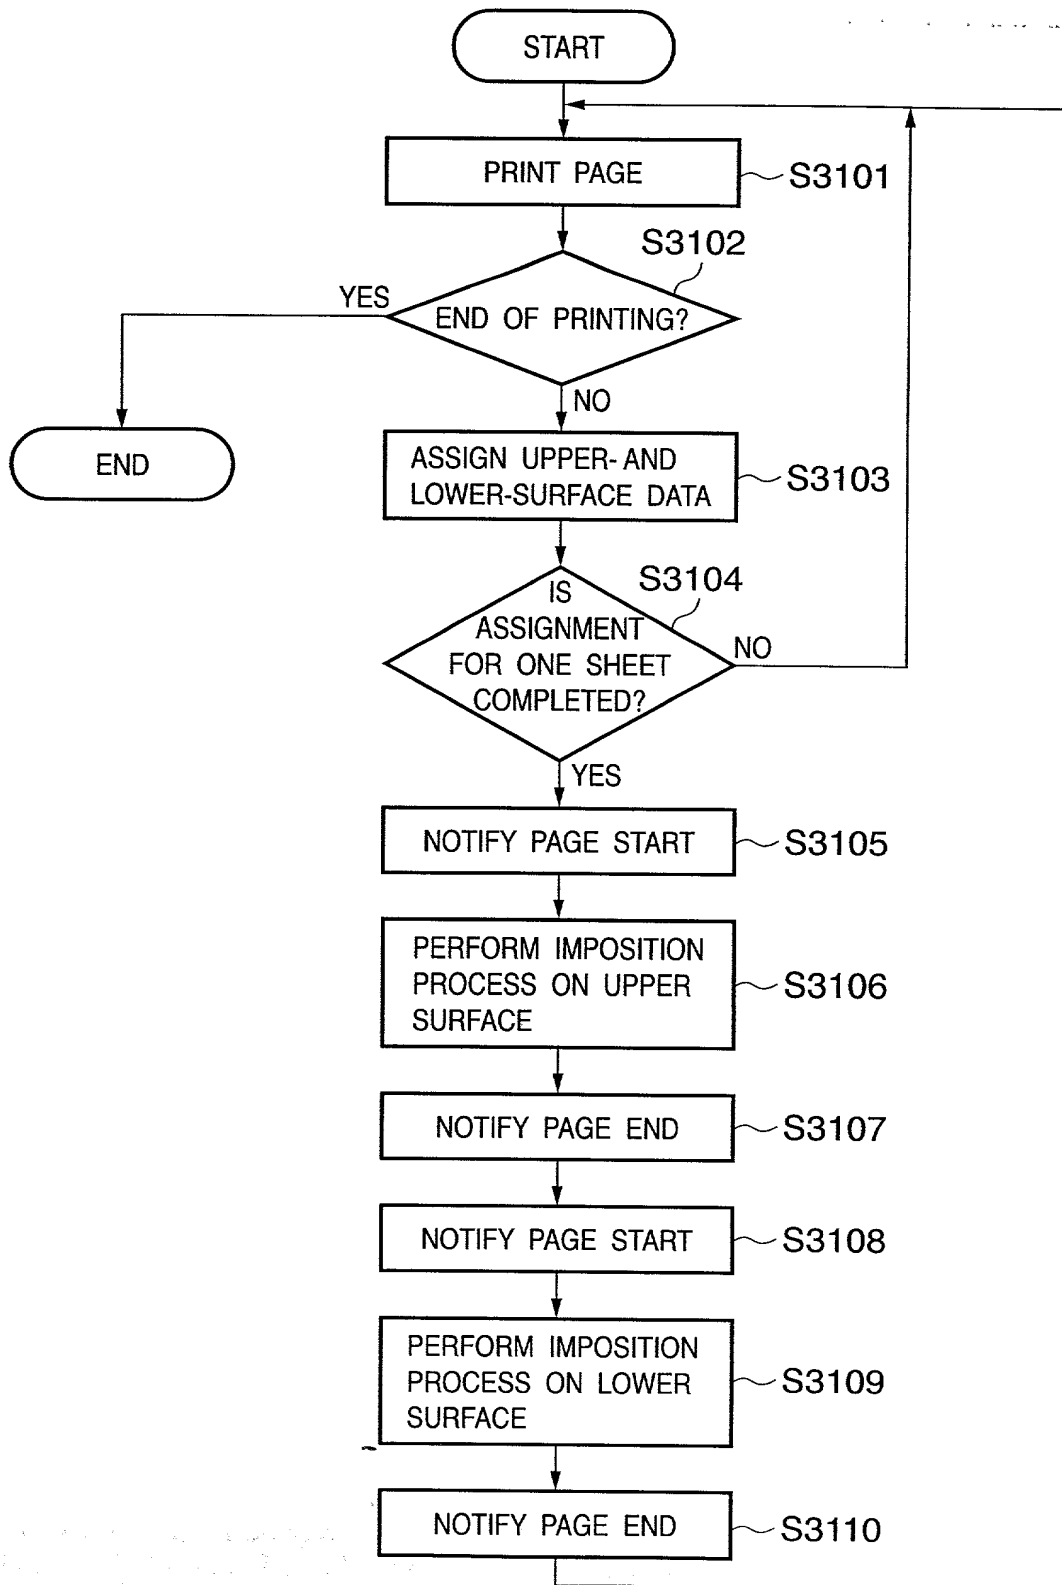 START
PRINT PAGE
S3101
S3102
YES
END OF PRINTING?
NO
END
ASSIGN UPPER- AND
LOWER-SURFACE DATA
S3103
S3104
IS
ASSIGNMENT
FOR ONE SHEET
COMPLETED?
NO
YES
NOTIFY PAGE START
S3105
PERFORM IMPOSITION
PROCESS ON UPPER
SURFACE
S3106
NOTIFY PAGE END
S3107
NOTIFY PAGE START
S3108
PERFORM IMPOSITION
PROCESS ON LOWER
SURFACE
S3109
NOTIFY PAGE END
S3110